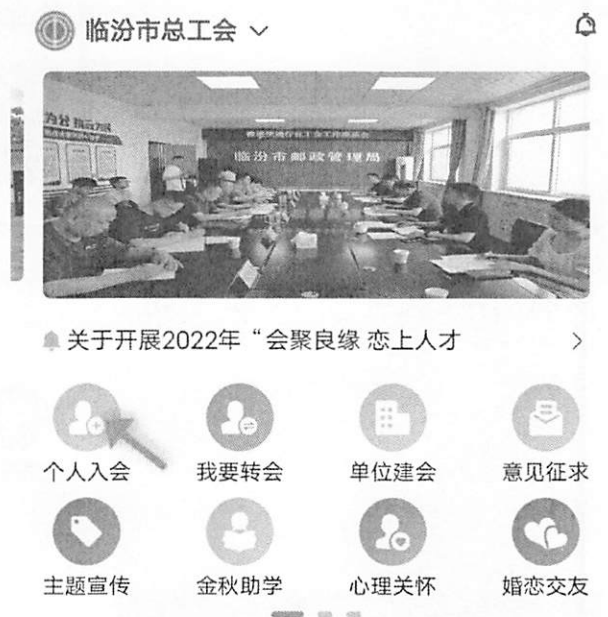 临汾市总工会
临汾市邮政管理局
关于开展2022年“会聚良缘 恋上人才
个人入会 我要转会 单位建会 意见征求
主题宣传 金秋助学 心理关怀 婚恋交友